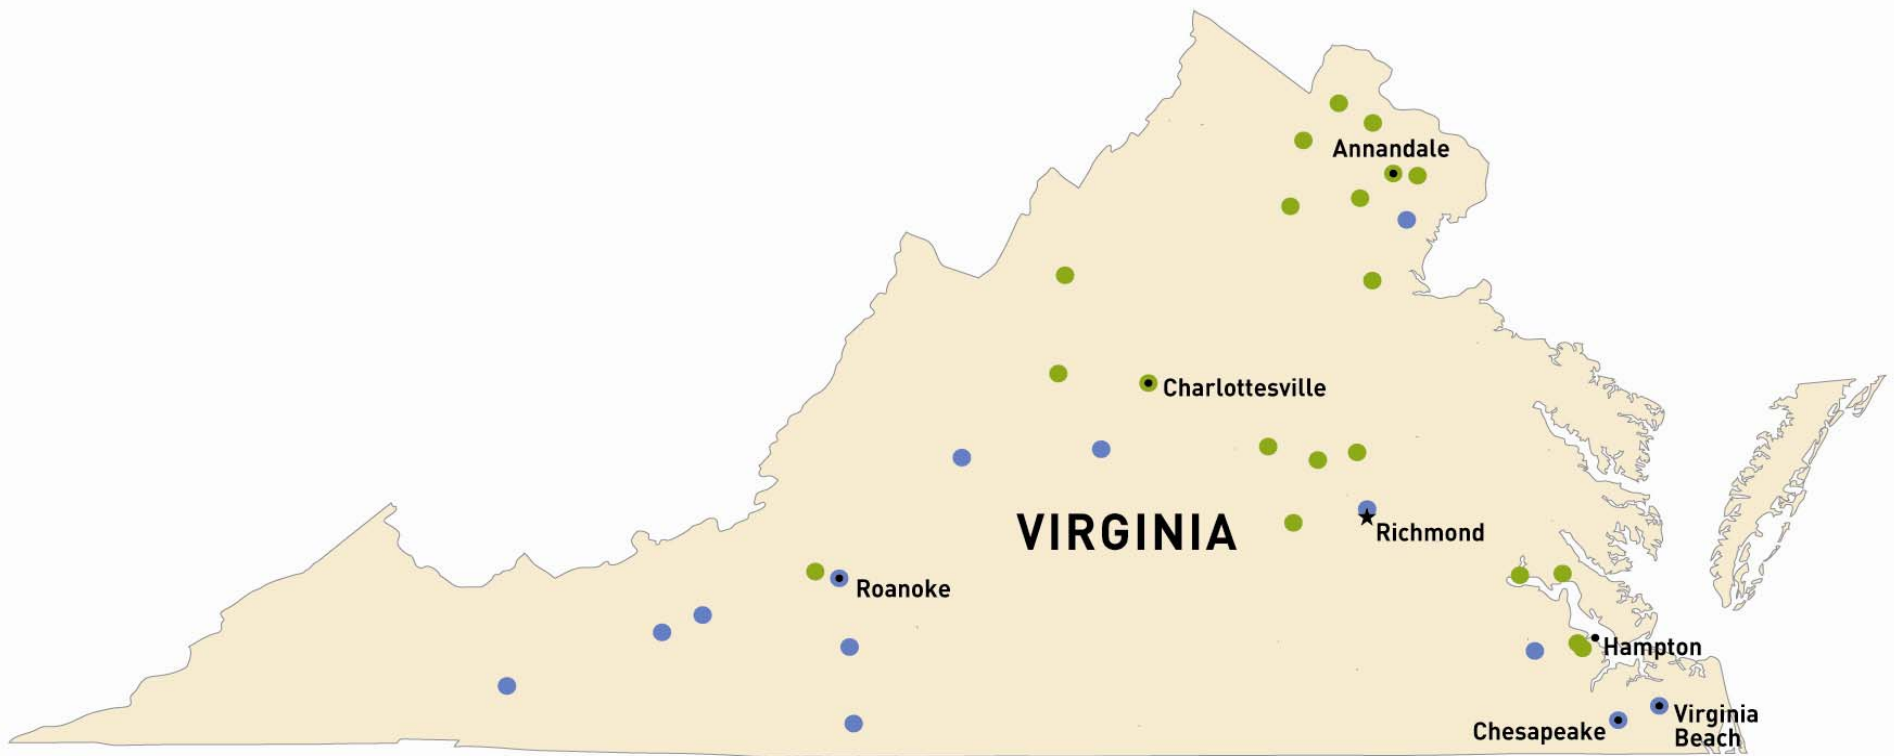 Annandale
Charlottesville
VIRGINIA
Richmond
Roanoke
Hampton
Virginia
Beach
Chesapeake